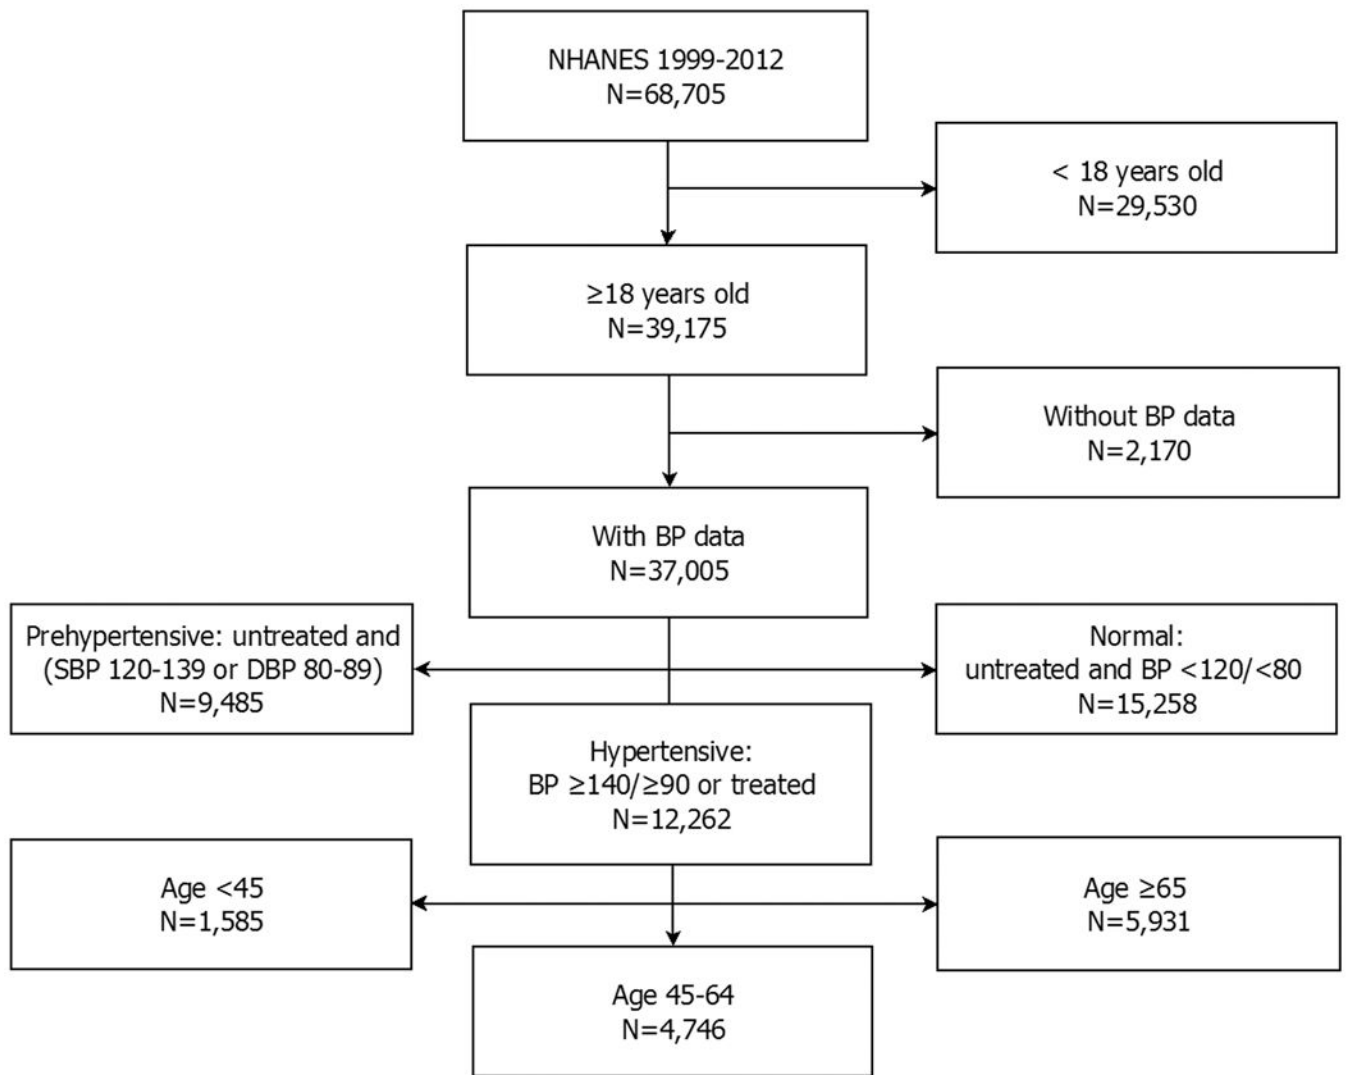 NHANES 1999-2012
N=68,705
< 18 years old
N=29,530
≥18 years old
N=39,175
Without BP data
N=2,170
With BP data
N=37,005
Prehypertensive: untreated and
(SBP 120-139 or DBP 80-89)
N=9,485
Normal:
untreated and BP <120/<80
N=15,258
Hypertensive:
BP ≥140/≥90 or treated
N=12,262
Age <45
N=1,585
Age ≥65
N=5,931
Age 45-64
N=4,746